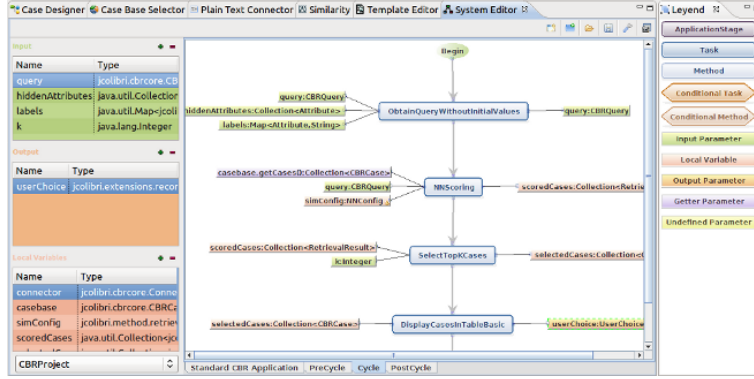 Case Designer
Case Base Selector
Plain Text Connector
Similarity
Template Editor
System Editor
Leyend
Input
Name Type
query jcolibri.cbrcore.CB
hiddenAttributes java.util.Collection
labels java.util.Map<jcoli
k java.lang.Integer
Output
Name Type
userChoice jcolibri.extensions.recor
Local Variables
Name Type
connector jcolibri.cbrcore.Conne
casebase jcolibri.cbrcore.CBRCa
simConfig jcolibri.method.retriev
scoredCases java.util.Collection<jco
CBRProject
Begin
query:CBRQuery
hiddenAttributes:Collection<Attribute>
labels:Map<Attribute,String>
ObtainQueryWithoutInitialValues
query:CBRQuery
casebase.getCases():Collection<CBRCase>
query:CBRQuery
simConfig:NNConfig
NNScoring
scoredCases:Collection<Retrie
scoredCases:Collection<RetrievalResult>
k:Integer
SelectTopKCases
selectedCases:Collection<C
selectedCases:Collection<CBRCase>
DisplayCasesInTableBasic
userChoice:UserChoice
Standard CBR Application PreCycle Cycle PostCycle
ApplicationStage
Task
Method
Conditional Task
Conditional Method
Input Parameter
Local Variable
Output Parameter
Getter Parameter
Undefined Parameter